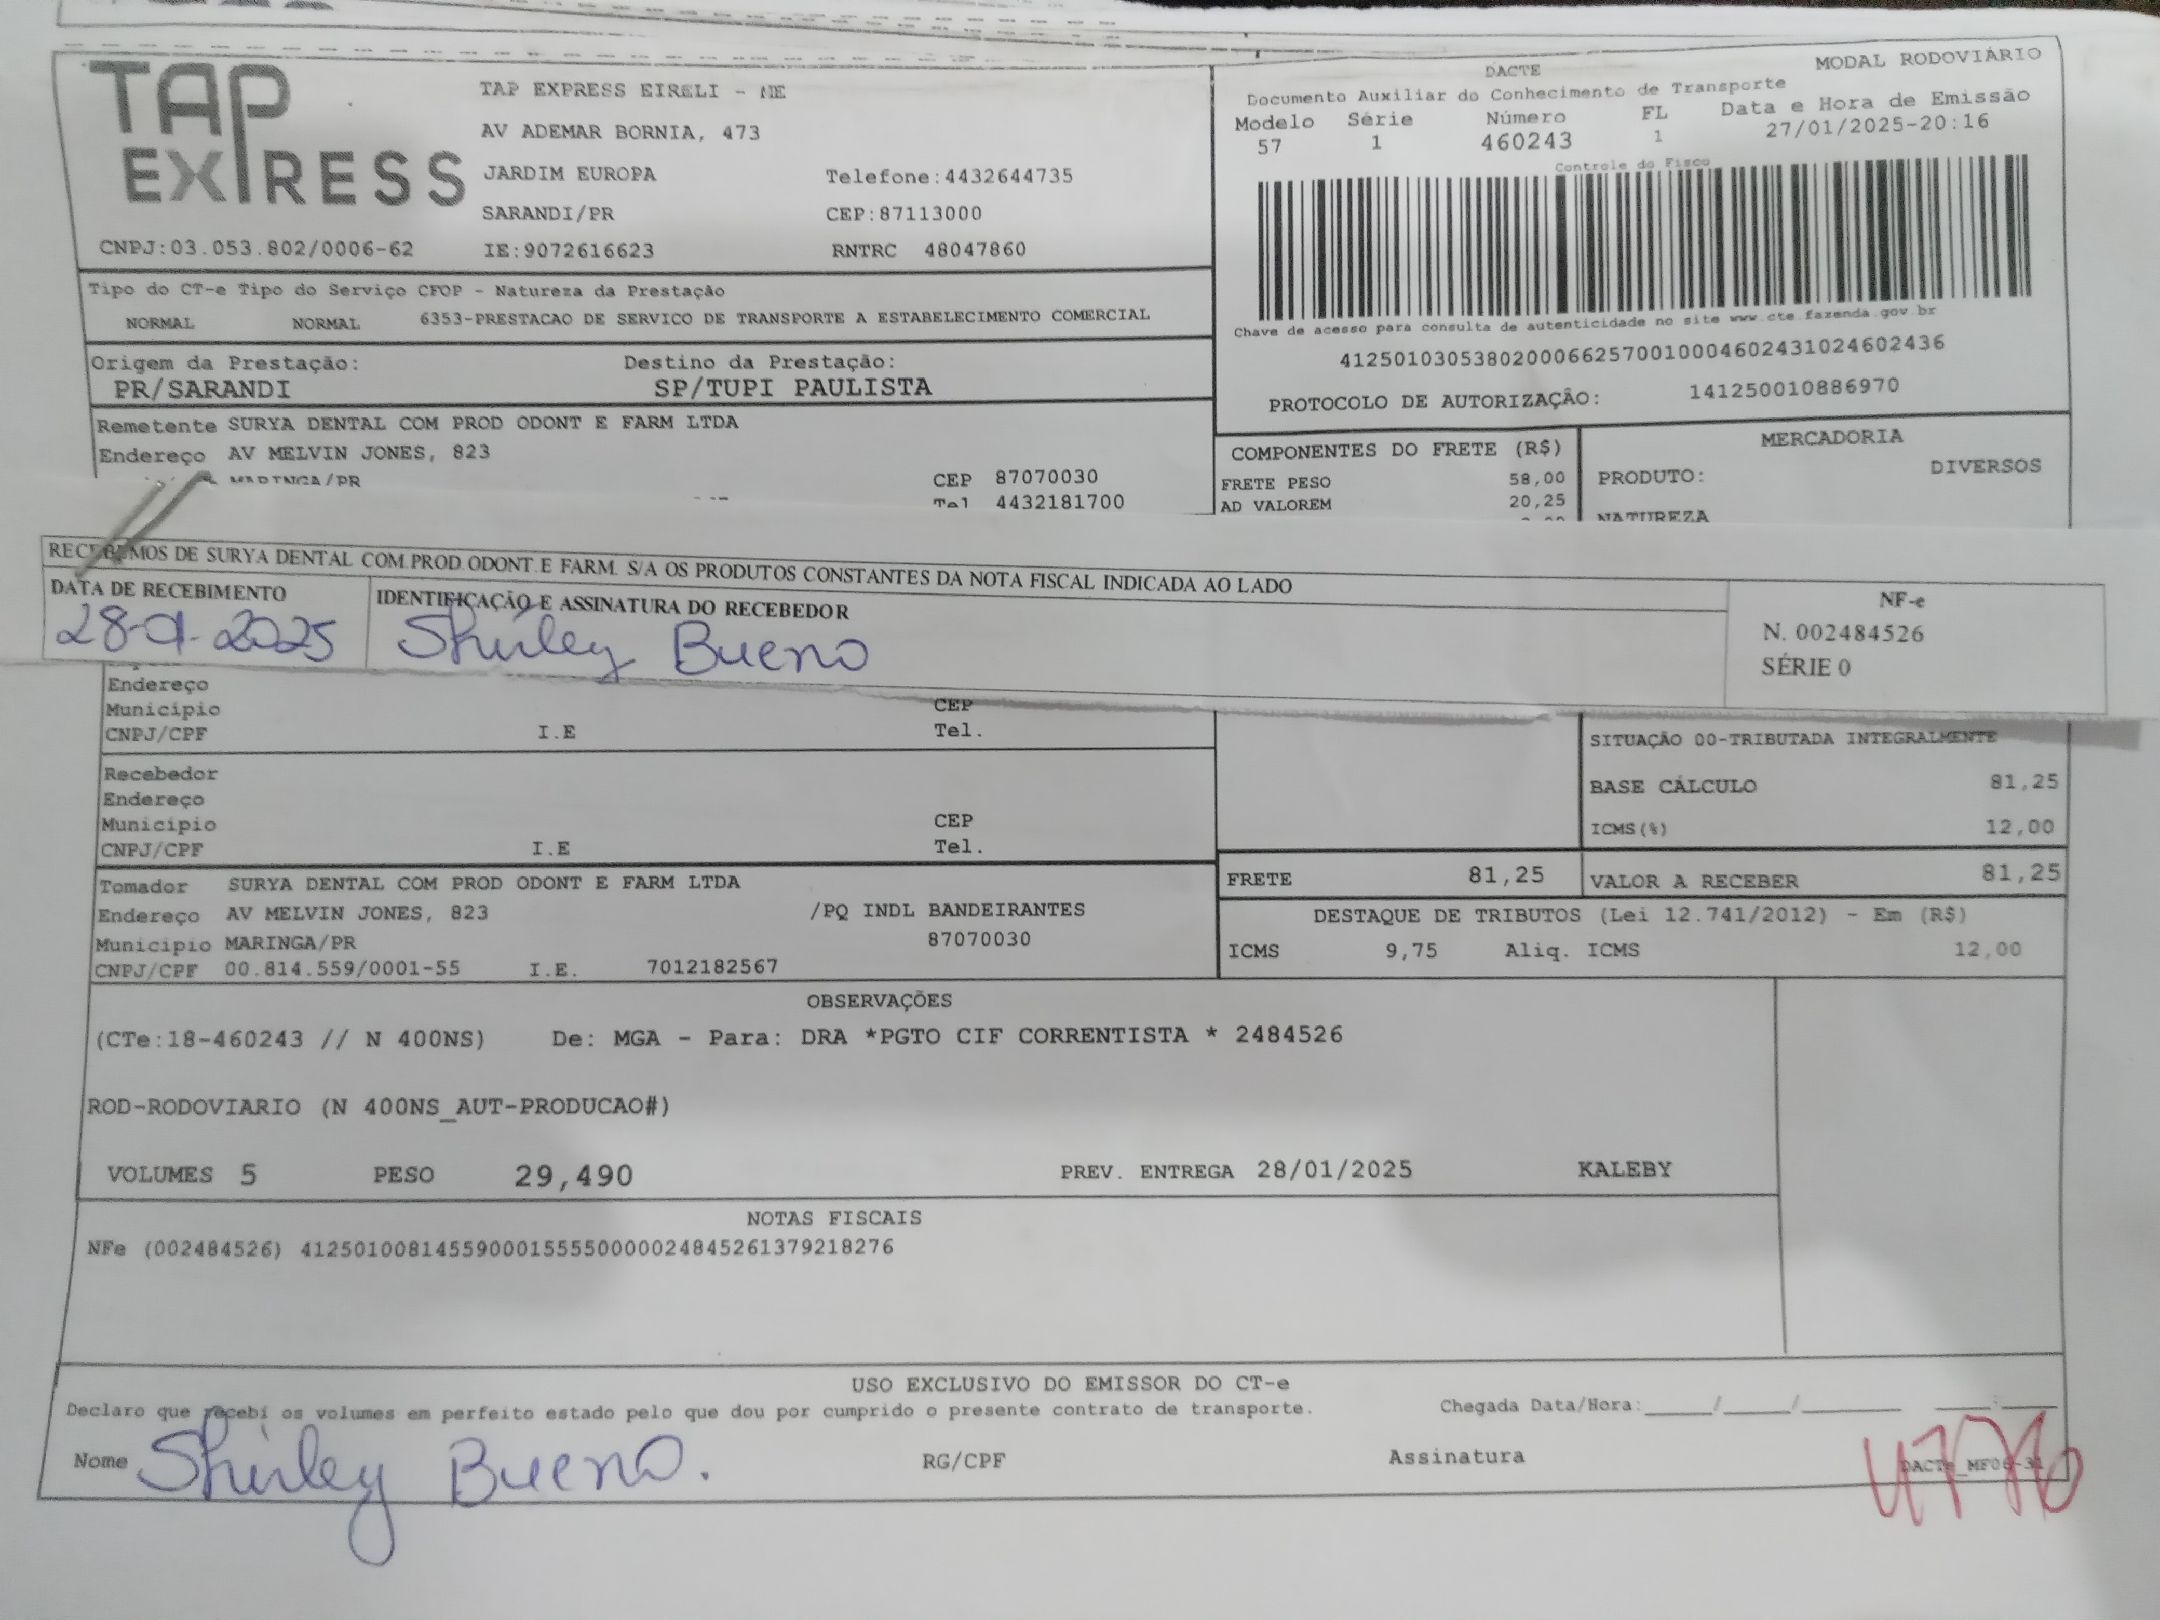 TAP
EXPRESS
TAP EXPRESS EIRELI - ME
AV ADEMAR BORNIA, 473
JARDIM EUROPA Telefone:4432644735
SARANDI/PR CEP:87113000
CNPJ:03.053.802/0006-62 IE:9072616623 RNTRC 48047860
MODAL RODOVIÁRIO
DACTE
Documento Auxiliar do Conhecimento de Transporte
Modelo Série Número FL Data e Hora de Emissão
57 1 460243 1 27/01/2025-20:16
Controle do Fisco
Chave de acesso para consulta de autenticidade no site www.cte.fazenda.gov.br
41250103053802000662570010004602431024602436
PROTOCOLO DE AUTORIZAÇÃO: 141250010886970
Tipo do CT-e Tipo do Serviço CFOP - Natureza da Prestação
NORMAL NORMAL 6353-PRESTACAO DE SERVICO DE TRANSPORTE A ESTABELECIMENTO COMERCIAL
Origem da Prestação: Destino da Prestação:
PR/SARANDI SP/TUPI PAULISTA
Remetente SURYA DENTAL COM PROD ODONT E FARM LTDA
Endereço AV MELVIN JONES, 823
MARINGA/PR CEP 87070030
Tel 4432181700
COMPONENTES DO FRETE (R$)
FRETE PESO 58,00
AD VALOREM 20,25
MERCADORIA
PRODUTO: DIVERSOS
NATUREZA
RECEBEMOS DE SURYA DENTAL COM.PROD.ODONT.E FARM. S/A OS PRODUTOS CONSTANTES DA NOTA FISCAL INDICADA AO LADO
DATA DE RECEBIMENTO IDENTIFICAÇÃO E ASSINATURA DO RECEBEDOR
28-01-2025 Shirley Bueno
NF-e
N. 002484526
SÉRIE 0
Endereço
Município CEP
CNPJ/CPF I.E Tel.
Recebedor
Endereço
Município CEP
CNPJ/CPF I.E Tel.
SITUAÇÃO 00-TRIBUTADA INTEGRALMENTE
BASE CÁLCULO 81,25
ICMS(%) 12,00
FRETE 81,25 VALOR A RECEBER 81,25
Tomador SURYA DENTAL COM PROD ODONT E FARM LTDA
Endereço AV MELVIN JONES, 823 /PQ INDL BANDEIRANTES
Município MARINGA/PR 87070030
CNPJ/CPF 00.814.559/0001-55 I.E. 7012182567
DESTAQUE DE TRIBUTOS (Lei 12.741/2012) - Em (R$)
ICMS 9,75 Aliq. ICMS 12,00
OBSERVAÇÕES
(CTe:18-460243 // N 400NS) De: MGA - Para: DRA *PGTO CIF CORRENTISTA * 2484526
ROD-RODOVIARIO (N 400NS_AUT-PRODUCAO#)
VOLUMES 5 PESO 29,490 PREV. ENTREGA 28/01/2025 KALEBY
NOTAS FISCAIS
NFe (002484526) 41250100814559000155550000024845261379218276
USO EXCLUSIVO DO EMISSOR DO CT-e
Declaro que recebi os volumes em perfeito estado pelo que dou por cumprido o presente contrato de transporte. Chegada Data/Hora:_____/_____/_______ ____:____
Nome Shirley Bueno. RG/CPF Assinatura